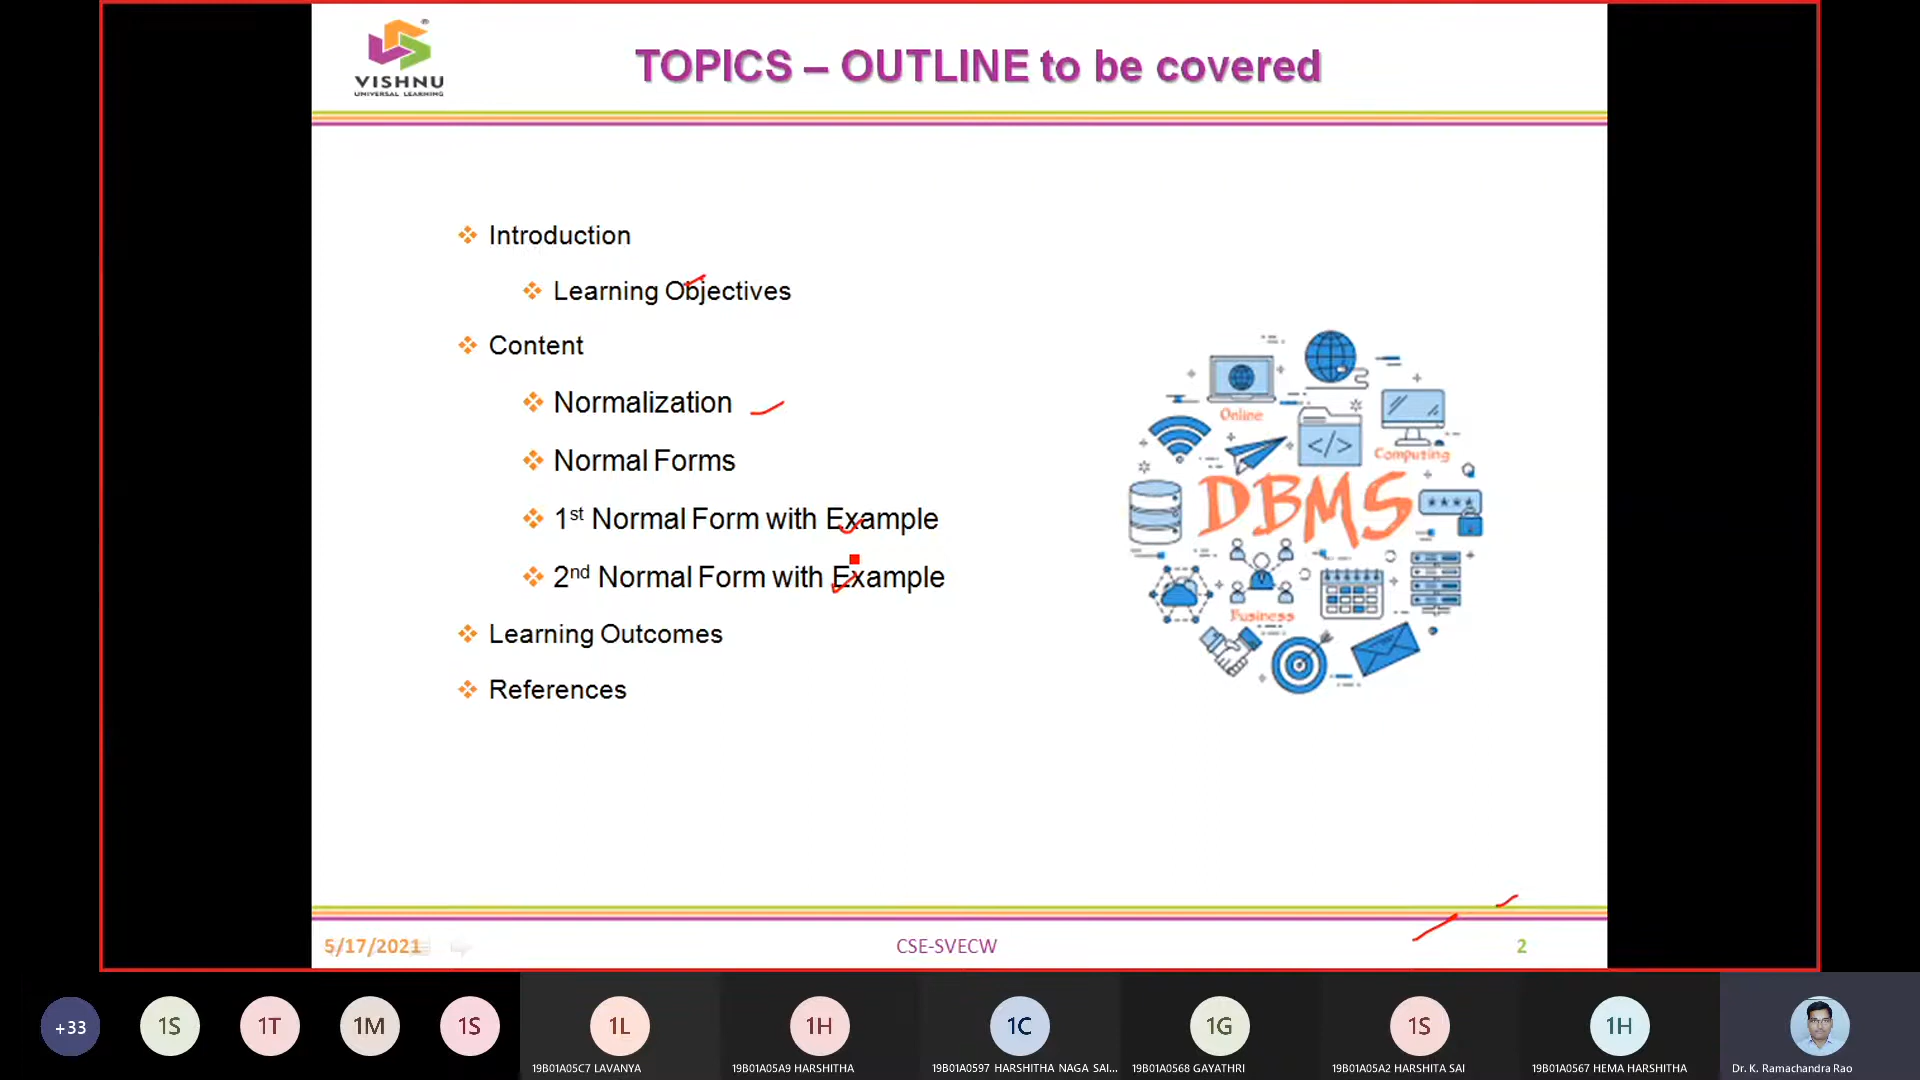 VISHNU
UNIVERSAL LEARNING
TOPICS – OUTLINE to be covered
Introduction
Learning Objectives
Content
Normalization
Normal Forms
1st Normal Form with Example
2nd Normal Form with Example
Learning Outcomes
References
Online
</>
Computing
DBMS
****
Business
5/17/2021
CSE-SVECW
2
+33
1S
1T
1M
1S
1L
1H
1C
1G
1S
1H
19B01A05C7 LAVANYA
19B01A05A9 HARSHITHA
19B01A0597 HARSHITHA NAGA SAI...
19B01A0568 GAYATHRI
19B01A05A2 HARSHITA SAI
19B01A0567 HEMA HARSHITHA
Dr. K. Ramachandra Rao